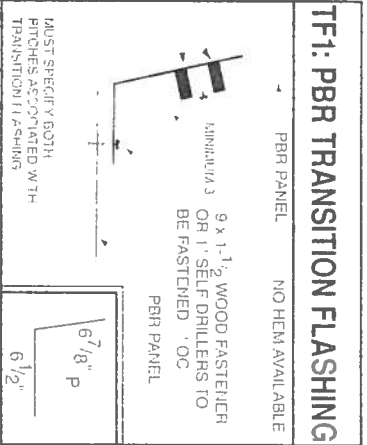 TF1: PBR TRANSITION FLASHING
PBR PANEL
NO HEM AVAILABLE
MINIMUM 3
9 x 1-1/2 WOOD FASTENER
OR 1" SELF DRILLERS TO
BE FASTENED " OC
PBR PANEL
MUST SPECIFY BOTH
PITCHES ASSOCIATED WITH
TRANSITION FLASHING
6 7/8" P
6 1/2"